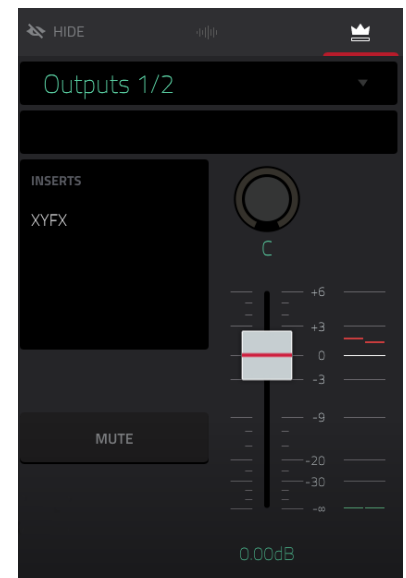 HIDE
Outputs 1/2
INSERTS
XYFX
C
+6
+3
0
-3
-9
MUTE
-20
-30
-∞
0.00dB